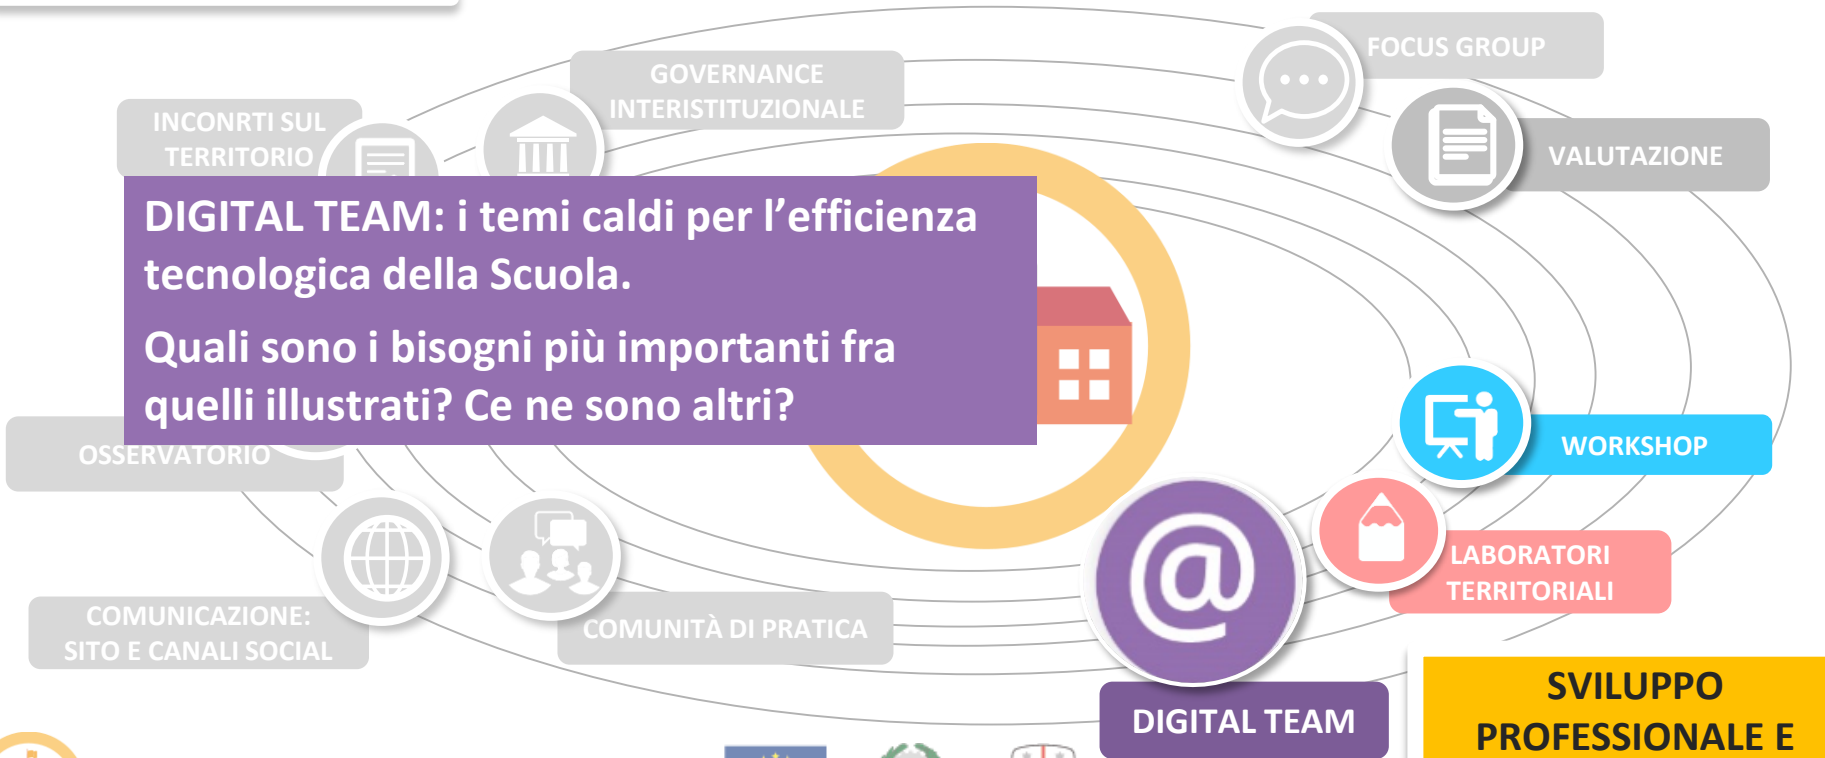 FOCUS GROUP
GOVERNANCE
INTERISTITUZIONALE
INCONRTI SUL
TERRITORIO
VALUTAZIONE
DIGITAL TEAM: i temi caldi per l’efficienza
tecnologica della Scuola.
Quali sono i bisogni più importanti fra
quelli illustrati? Ce ne sono altri?
OSSERVATORIO
WORKSHOP
LABORATORI
TERRITORIALI
COMUNICAZIONE:
SITO E CANALI SOCIAL
COMUNITÀ DI PRATICA
@
DIGITAL TEAM
SVILUPPO
PROFESSIONALE E